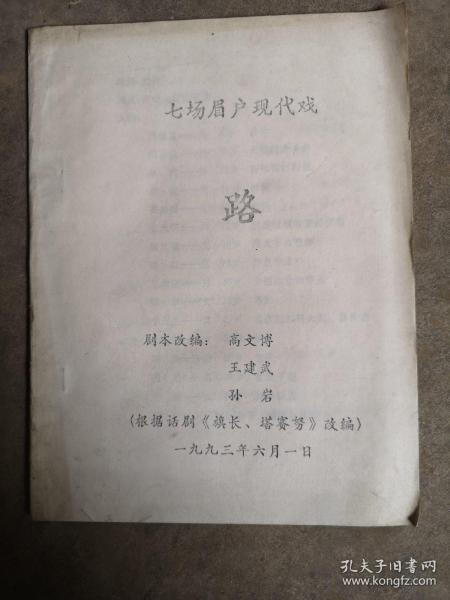 七场眉户现代戏
路
剧本改编：高文博
王建武
孙岩
（根据话剧《旗长、塔赛努》改编）
一九九三年六月一日
孔夫子旧书网
www.kongfz.com